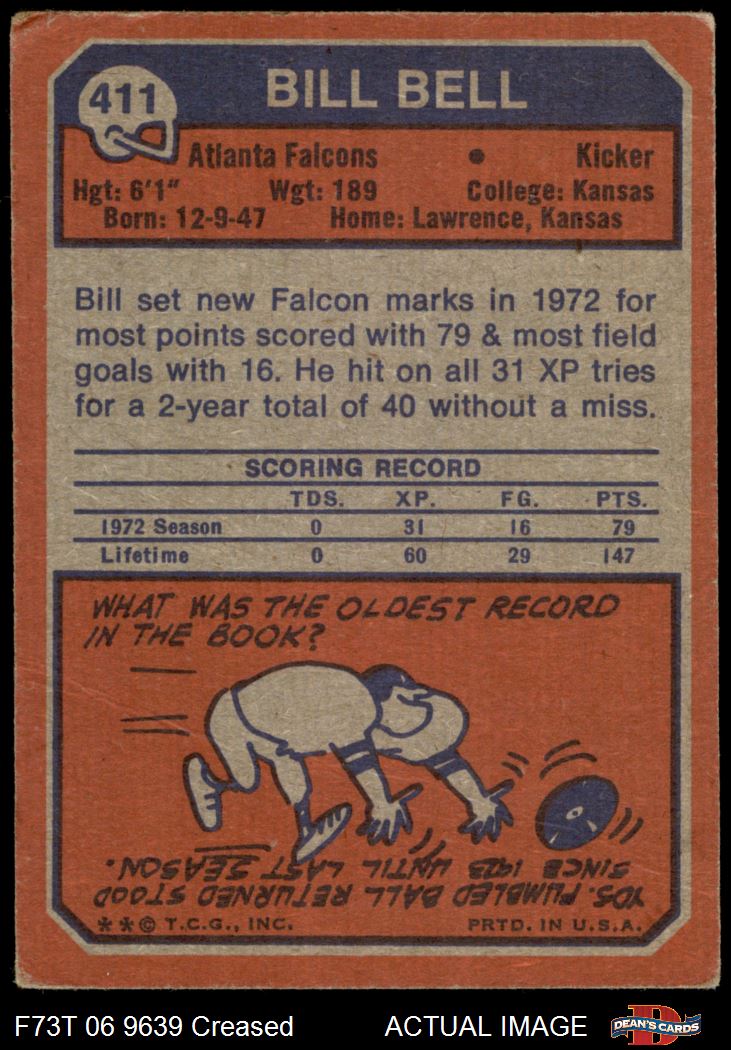 411
BILL BELL
Atlanta Falcons • Kicker
Hgt: 6'1" Wgt: 189 College: Kansas
Born: 12-9-47 Home: Lawrence, Kansas
Bill set new Falcon marks in 1972 for
most points scored with 79 & most field
goals with 16. He hit on all 31 XP tries
for a 2-year total of 40 without a miss.
SCORING RECORD
TDS. XP. FG. PTS.
1972 Season 0 31 16 79
Lifetime 0 60 29 147
WHAT WAS THE OLDEST RECORD
IN THE BOOK?
YDS. FUMBLED BALL RETURNED STOOD
SINCE 1923 UNTIL LAST SEASON.
**© T.C.G., INC. PRTD. IN U.S.A.
F73T 06 9639 Creased ACTUAL IMAGE
D
DEAN'S CARDS